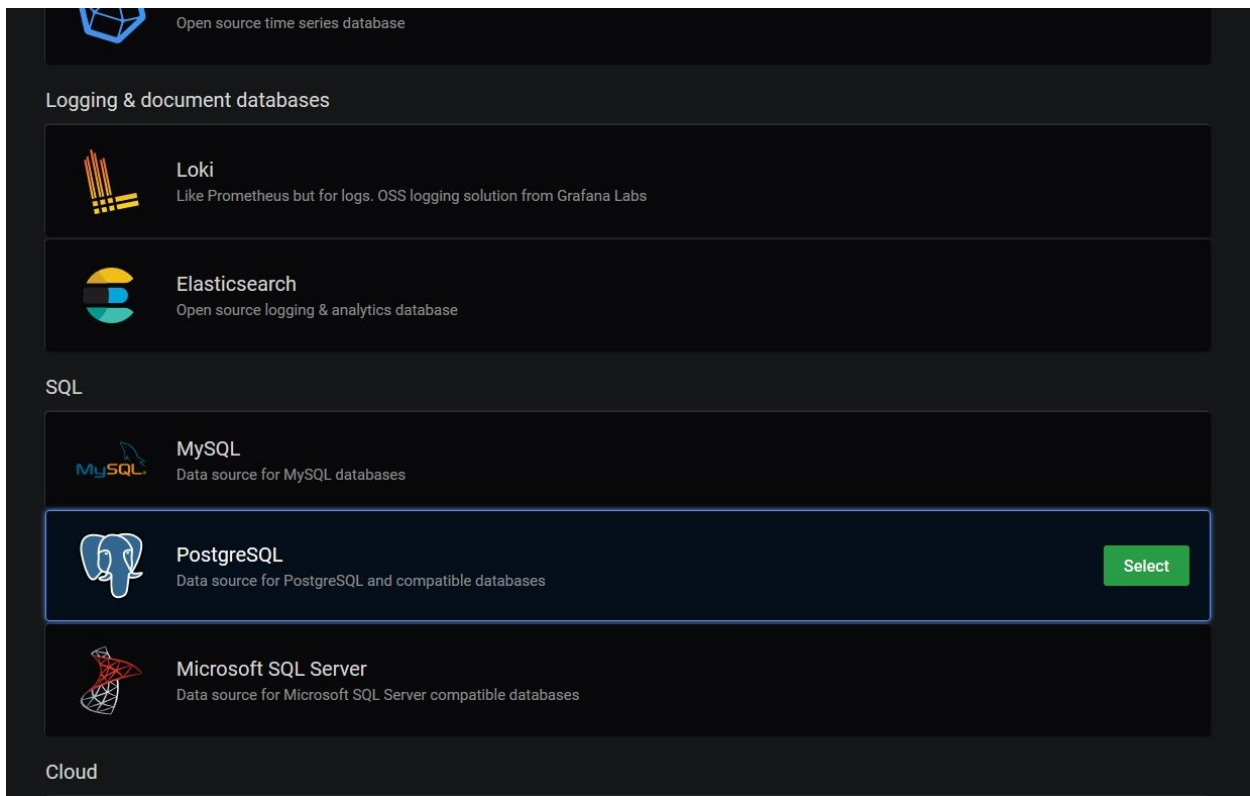 Open source time series database
Logging & document databases
Loki
Like Prometheus but for logs. OSS logging solution from Grafana Labs
Elasticsearch
Open source logging & analytics database
SQL
MySQL
MySQL
Data source for MySQL databases
PostgreSQL
Data source for PostgreSQL and compatible databases
Select
Microsoft SQL Server
Data source for Microsoft SQL Server compatible databases
Cloud